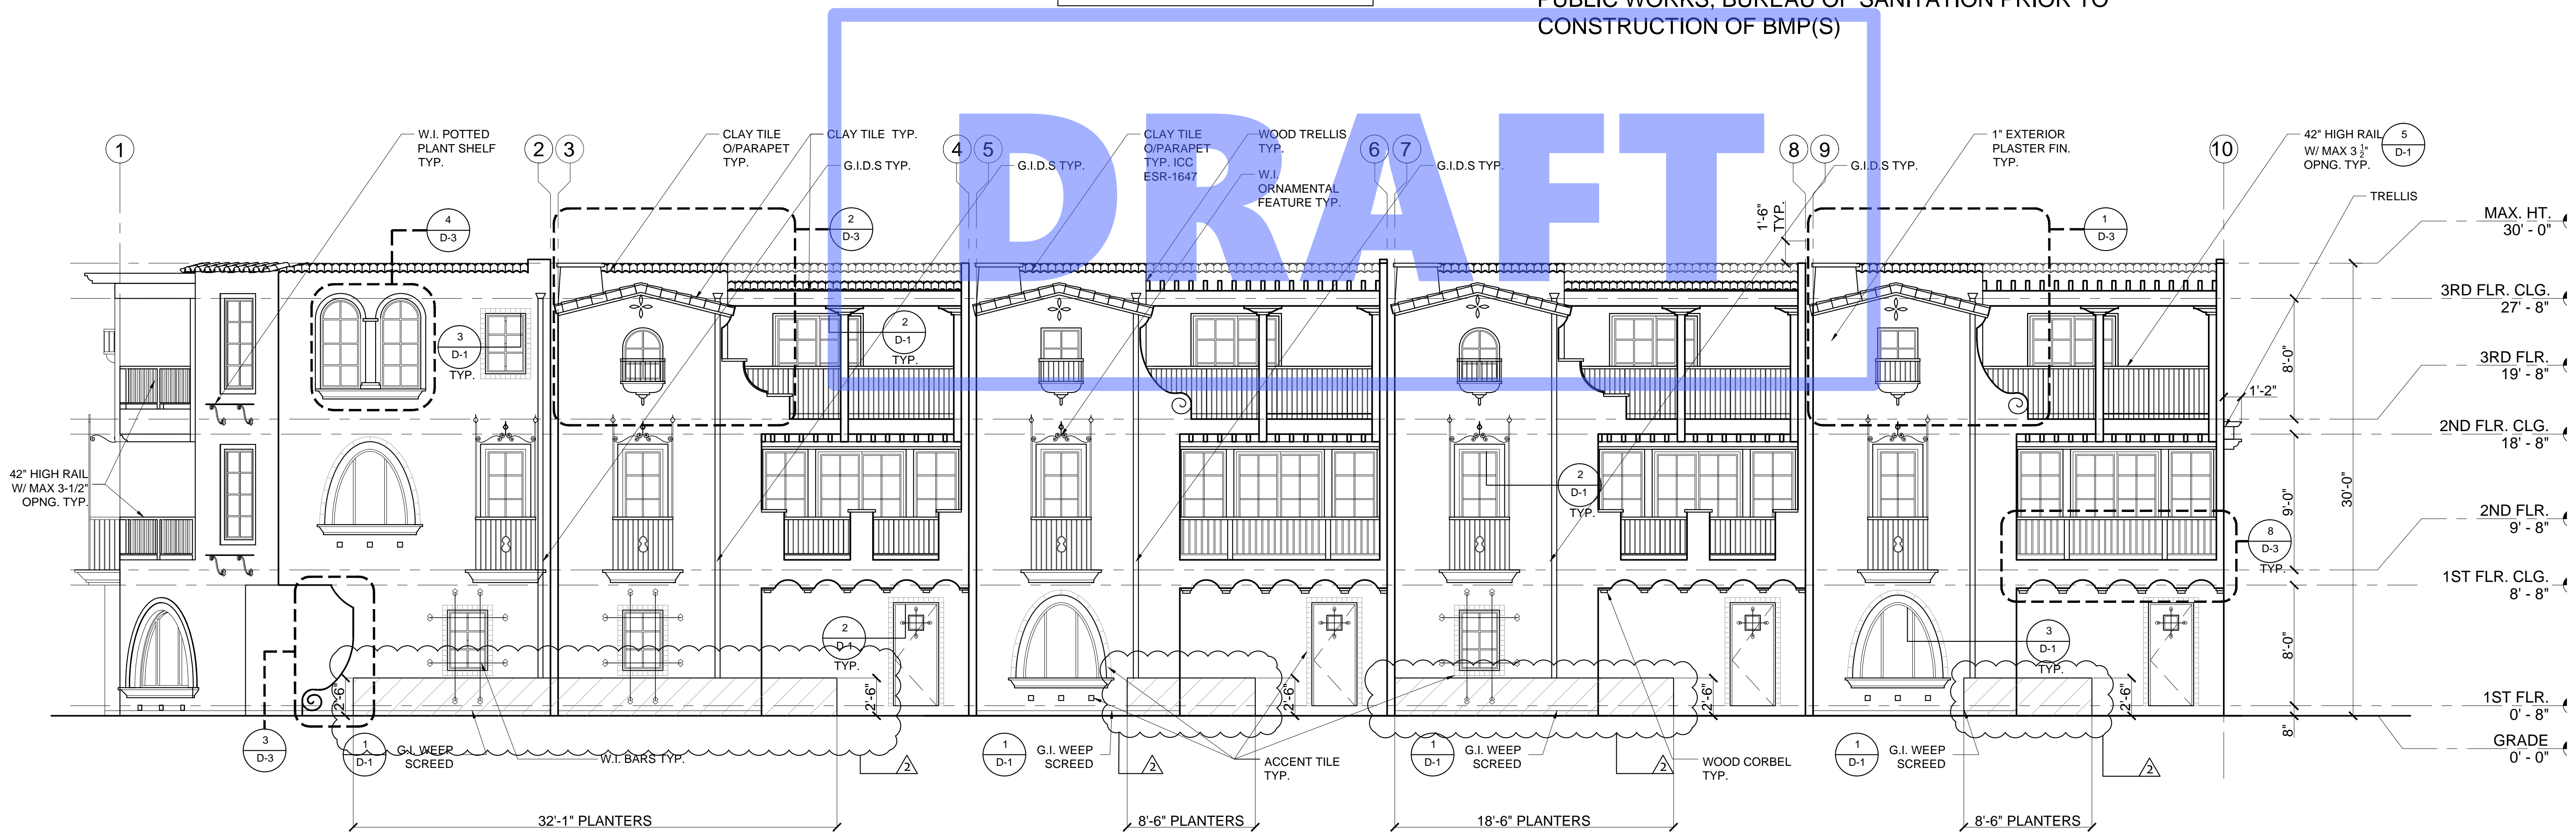 PUBLIC WORKS, BUREAU OF SANITATION PRIOR TO
CONSTRUCTION OF BMP(S)
DRAFT
1
W.I. POTTED
PLANT SHELF
TYP.
2
3
CLAY TILE
O/PARAPET
TYP.
CLAY TILE TYP.
G.I.D.S TYP.
4
5
G.I.D.S TYP.
CLAY TILE
O/PARAPET
TYP. ICC
ESR-1647
WOOD TRELLIS
TYP.
W.I.
ORNAMENTAL
FEATURE TYP.
6
7
G.I.D.S TYP.
8
9
G.I.D.S TYP.
1" EXTERIOR
PLASTER FIN.
TYP.
10
42" HIGH RAIL
W/ MAX 3 ½"
OPNG. TYP.
5
D-1
TRELLIS
4
D-3
2
D-3
1'-6"
TYP.
1
D-3
MAX. HT.
30' - 0"
3RD FLR. CLG.
27' - 8"
3RD FLR.
19' - 8"
2ND FLR. CLG.
18' - 8"
2ND FLR.
9' - 8"
1ST FLR. CLG.
8' - 8"
1ST FLR.
0' - 8"
GRADE
0' - 0"
3
D-1
TYP.
2
D-1
TYP.
8'-0"
1'-2"
9'-0"
30'-0"
8'-0"
8"
42" HIGH RAIL
W/ MAX 3-1/2"
OPNG. TYP.
2
D-1
TYP.
8
D-3
TYP.
2
D-1
TYP.
3
D-1
TYP.
2'-6"
2'-6"
2'-6"
2'-6"
2'-6"
3
D-3
1
D-1
G.I. WEEP
SCREED
W.I. BARS TYP.
2
1
D-1
G.I. WEEP
SCREED
2
ACCENT TILE
TYP.
1
D-1
G.I. WEEP
SCREED
2
WOOD CORBEL
TYP.
1
D-1
G.I. WEEP
SCREED
2
32'-1" PLANTERS
8'-6" PLANTERS
18'-6" PLANTERS
8'-6" PLANTERS